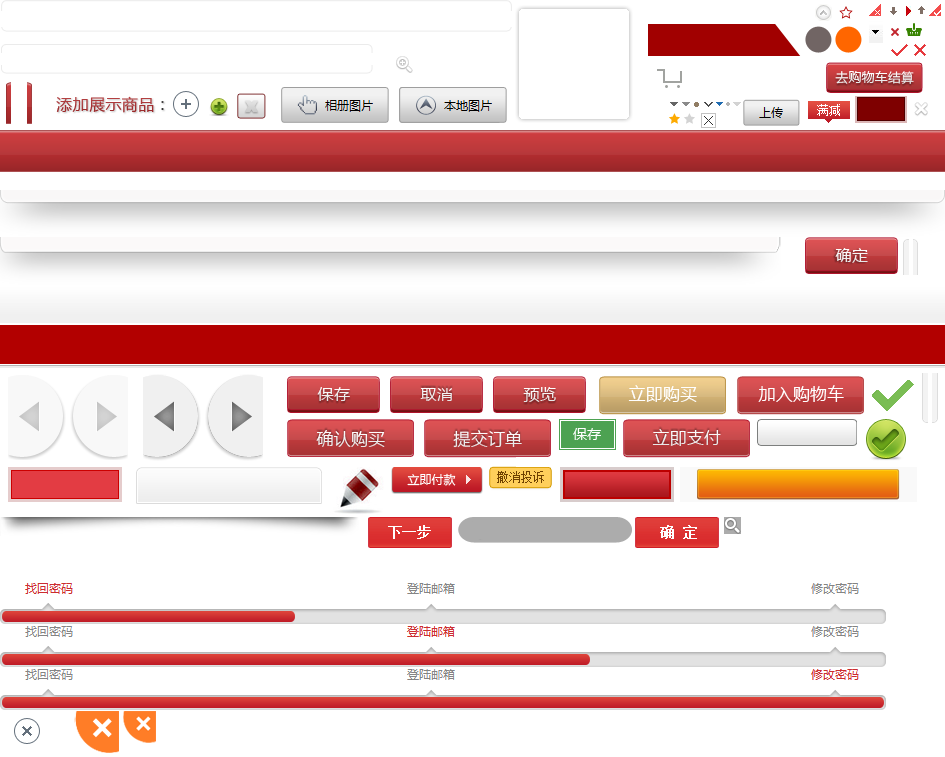 去购物车结算
添加展示商品：
相册图片
本地图片
上传
满减
确定
保存
取消
预览
立即购买
加入购物车
确认购买
提交订单
保存
立即支付
立即付款
撤消投诉
下一步
确 定
找回密码 登陆邮箱 修改密码
找回密码 登陆邮箱 修改密码
找回密码 登陆邮箱 修改密码